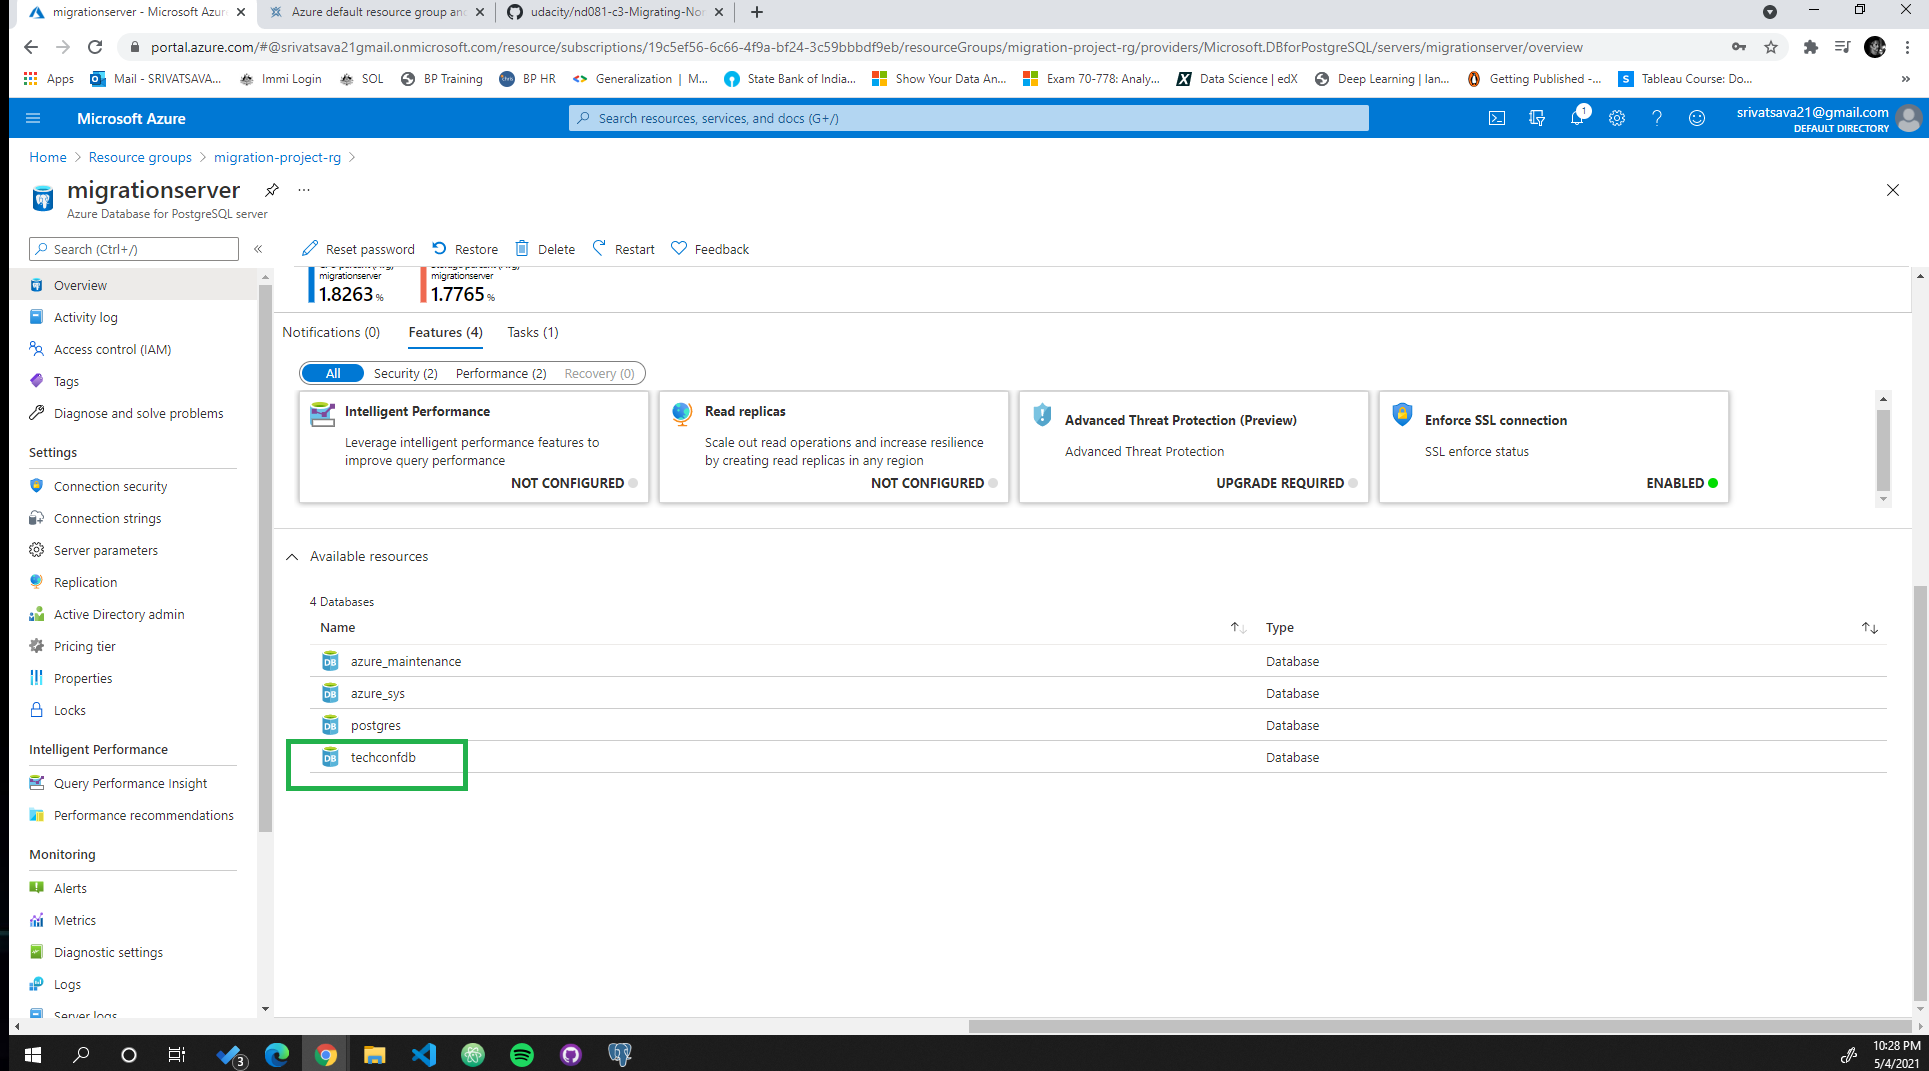 migrationserver - Microsoft Azur
Azure default resource group an
udacity/nd081-c3-Migrating-No
portal.azure.com/#@srivatsava21gmail.onmicrosoft.com/resource/subscriptions/19c5ef56-6c66-4f9a-bf24-3c59bbbdf9eb/resourceGroups/migration-project-rg/providers/Microsoft.DBforPostgreSQL/servers/migrationserver/overview
Apps Mail - SRIVATSAVA... Immi Login SOL BP Training BP HR Generalization | M... State Bank of India... Show Your Data An... Exam 70-778: Analy... Data Science | edX Deep Learning | Ian... Getting Published -... Tableau Course: Do... »
Microsoft Azure
Search resources, services, and docs (G+/)
1
srivatsava21@gmail.com
DEFAULT DIRECTORY
Home > Resource groups > migration-project-rg >
migrationserver
Azure Database for PostgreSQL server
Search (Ctrl+/)
Reset password Restore Delete Restart Feedback
Overview
Activity log
Access control (IAM)
Tags
Diagnose and solve problems
Settings
Connection security
Connection strings
Server parameters
Replication
Active Directory admin
Pricing tier
Properties
Locks
Intelligent Performance
Query Performance Insight
Performance recommendations
Monitoring
Alerts
Metrics
Diagnostic settings
Logs
Server logs
migrationserver
1.8263 %
migrationserver
1.7765 %
Notifications (0) Features (4) Tasks (1)
All Security (2) Performance (2) Recovery (0)
Intelligent Performance
Leverage intelligent performance features to
improve query performance
NOT CONFIGURED
Read replicas
Scale out read operations and increase resilience
by creating read replicas in any region
NOT CONFIGURED
Advanced Threat Protection (Preview)
Advanced Threat Protection
UPGRADE REQUIRED
Enforce SSL connection
SSL enforce status
ENABLED
Available resources
4 Databases
Name Type
DB azure_maintenance Database
DB azure_sys Database
DB postgres Database
DB techconfdb Database
3
10:28 PM
5/4/2021